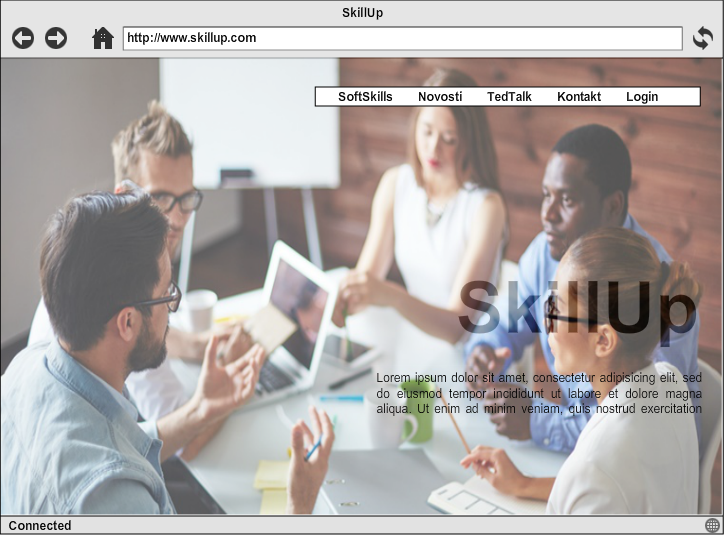 SkillUp
http://www.skillup.com
SoftSkills Novosti TedTalk Kontakt Login
SkillUp
Lorem ipsum dolor sit amet, consectetur adipisicing elit, sed
do eiusmod tempor incididunt ut labore et dolore magna
aliqua. Ut enim ad minim veniam, quis nostrud exercitation
Connected